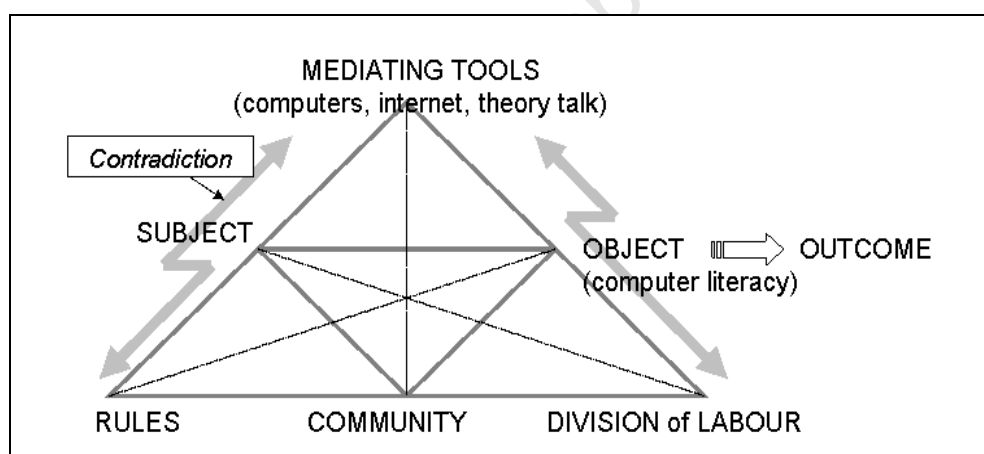 MEDIATING TOOLS
(computers, internet, theory talk)
Contradiction
SUBJECT
OBJECT
OUTCOME
(computer literacy)
RULES
COMMUNITY
DIVISION of LABOUR